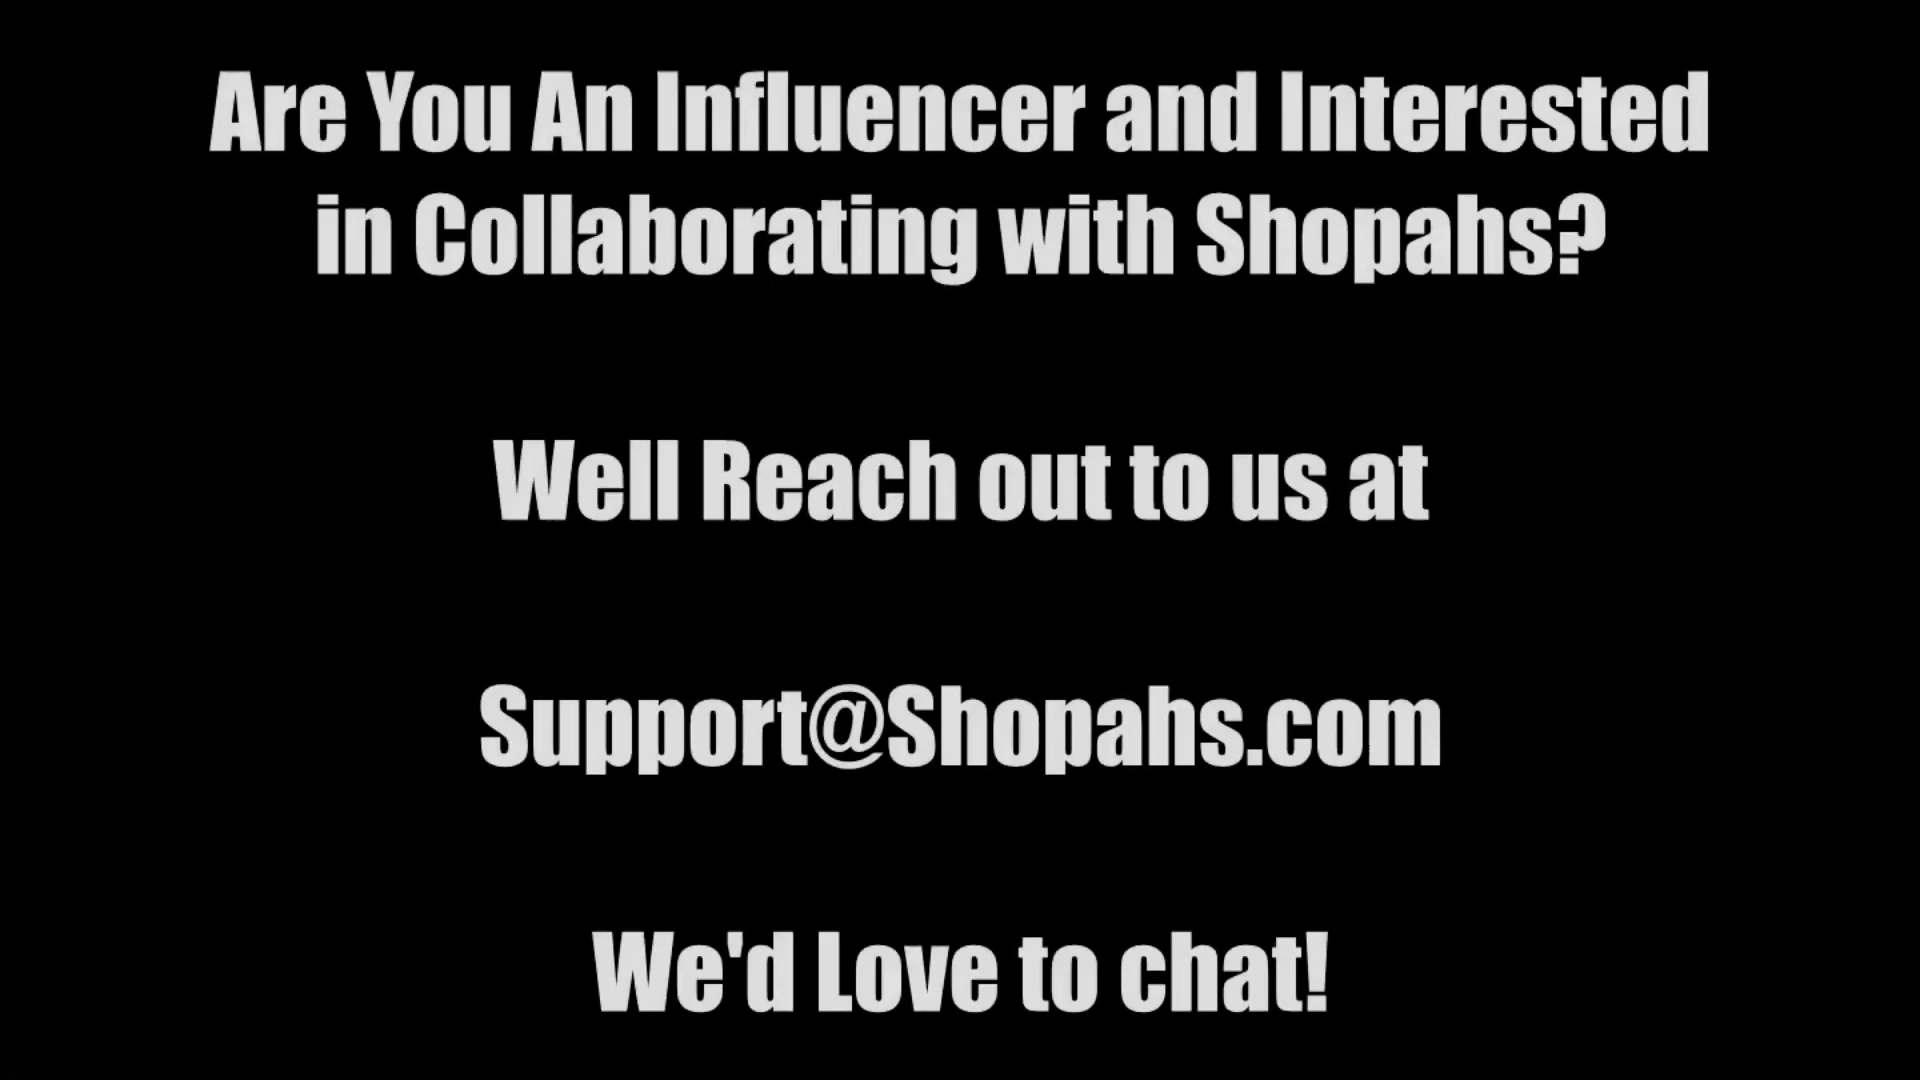 Are You An Influencer and Interested
in Collaborating with Shopahs?
Well Reach out to us at
Support@Shopahs.com
We'd Love to chat!